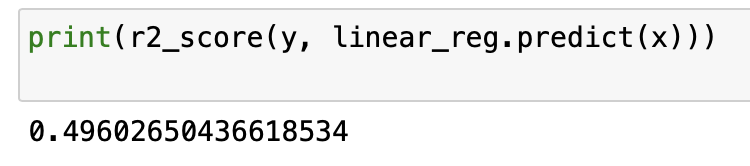 print(r2_score(y, linear_reg.predict(x)))
0.49602650436618534